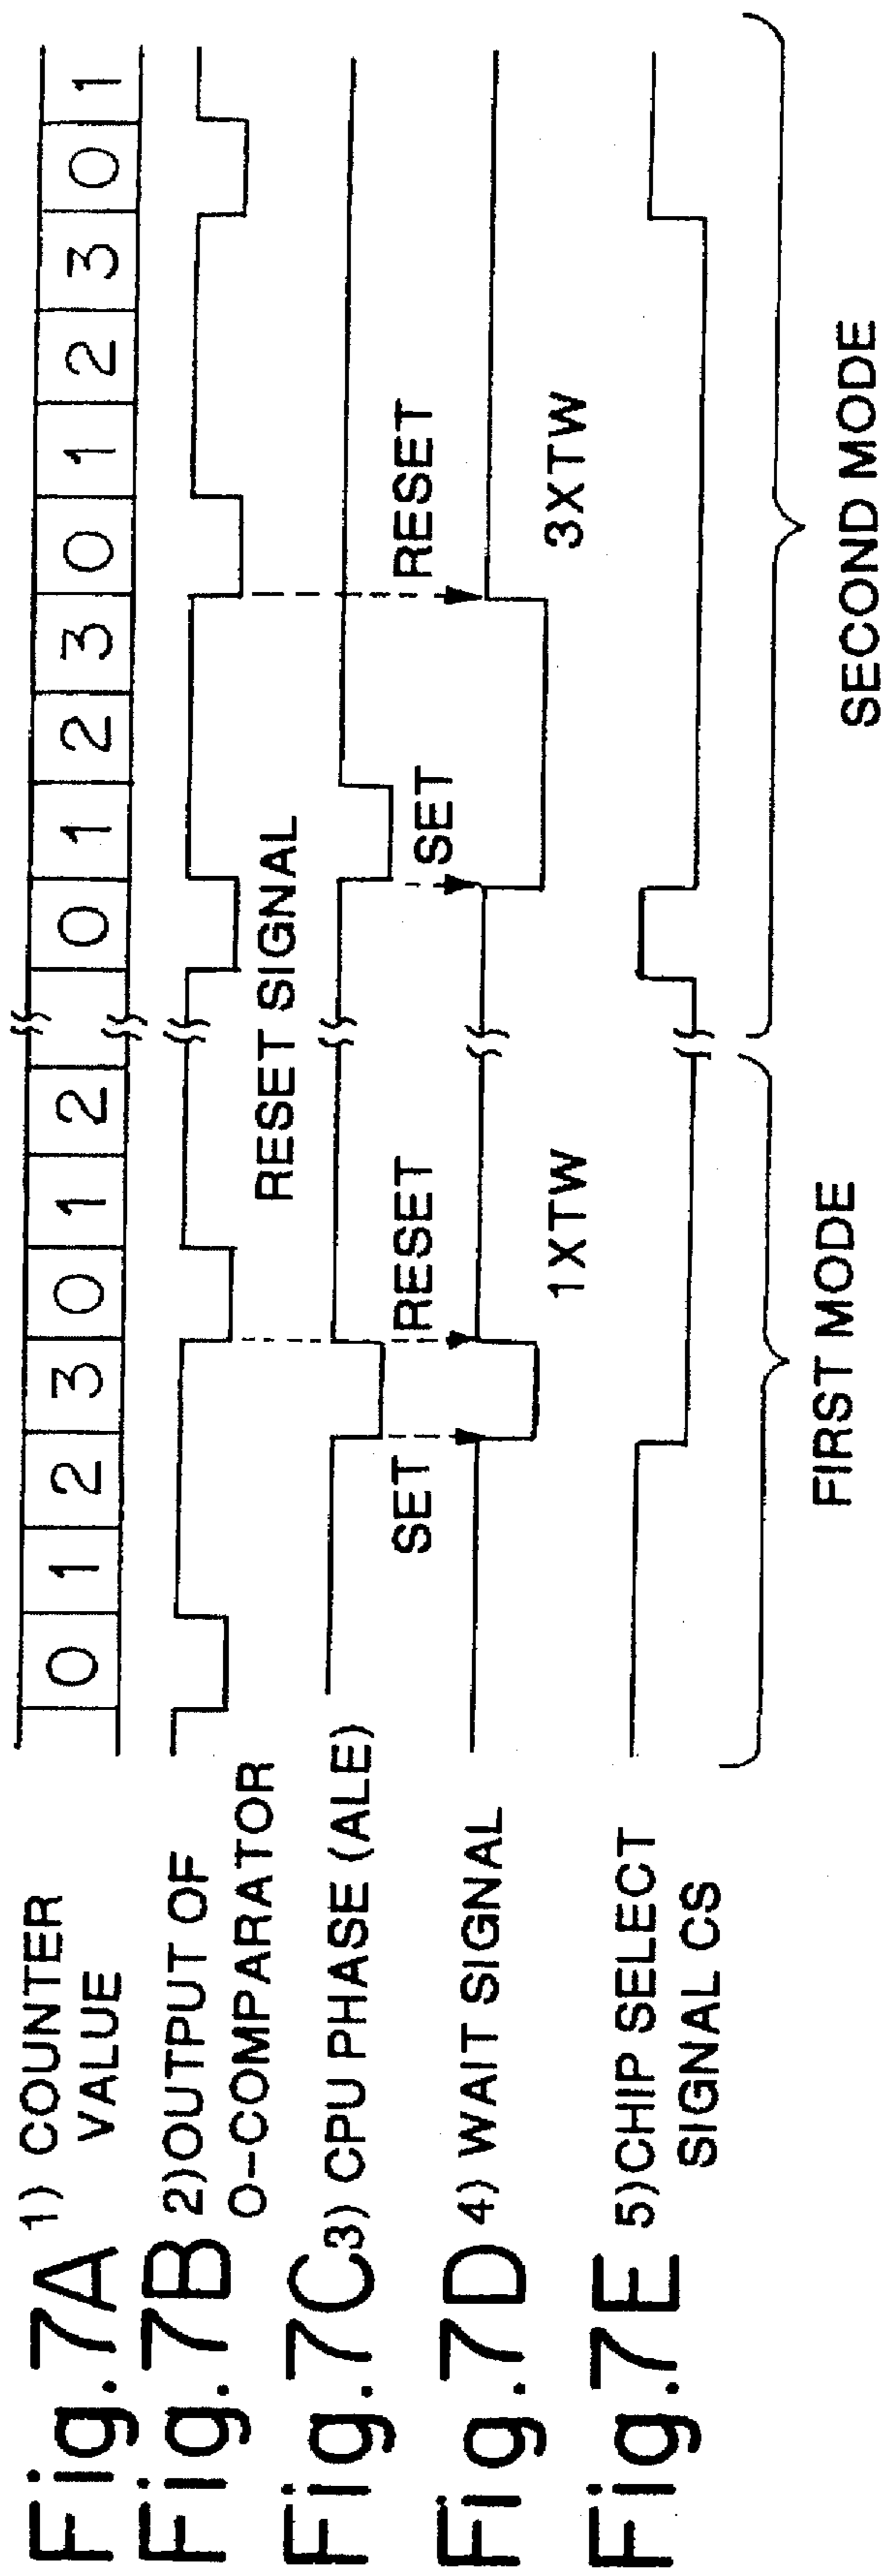 Fig.7A 1) COUNTER VALUE
0 1 2 3 0 1 2 0 1 2 3 0 1 2 3 0 1
Fig.7B 2)OUTPUT OF O-COMPARATOR
RESET SIGNAL
Fig.7C 3) CPU PHASE (ALE)
SET RESET SET RESET
Fig.7D 4) WAIT SIGNAL
1XTW 3XTW
Fig.7E 5)CHIP SELECT SIGNAL CS
FIRST MODE SECOND MODE